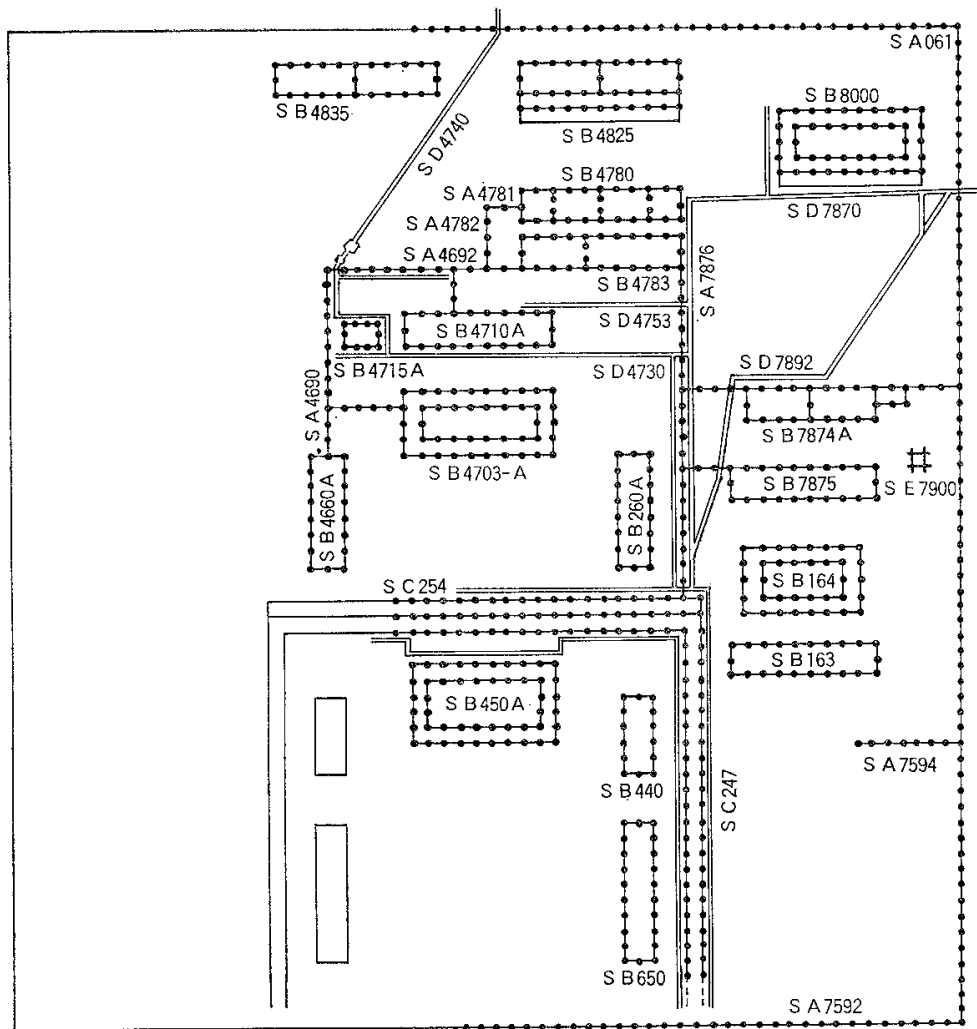 S A 061
S B 4835
S B 4825
S B 8000
S D 4740
S B 4780
S A 4781
S A 4782
S D 7870
S A 4692
S B 4783
S A 7876
S B 4710 A
S D 4753
S B 4715 A
S D 4730
S D 7892
S A 4690
S B 7874 A
S B 4703-A
S B 7875
S E 7900
S B 4660 A
S B 260 A
S C 254
S B 164
S B 163
S B 450 A
S A 7594
S B 440
S C 247
S B 650
S A 7592